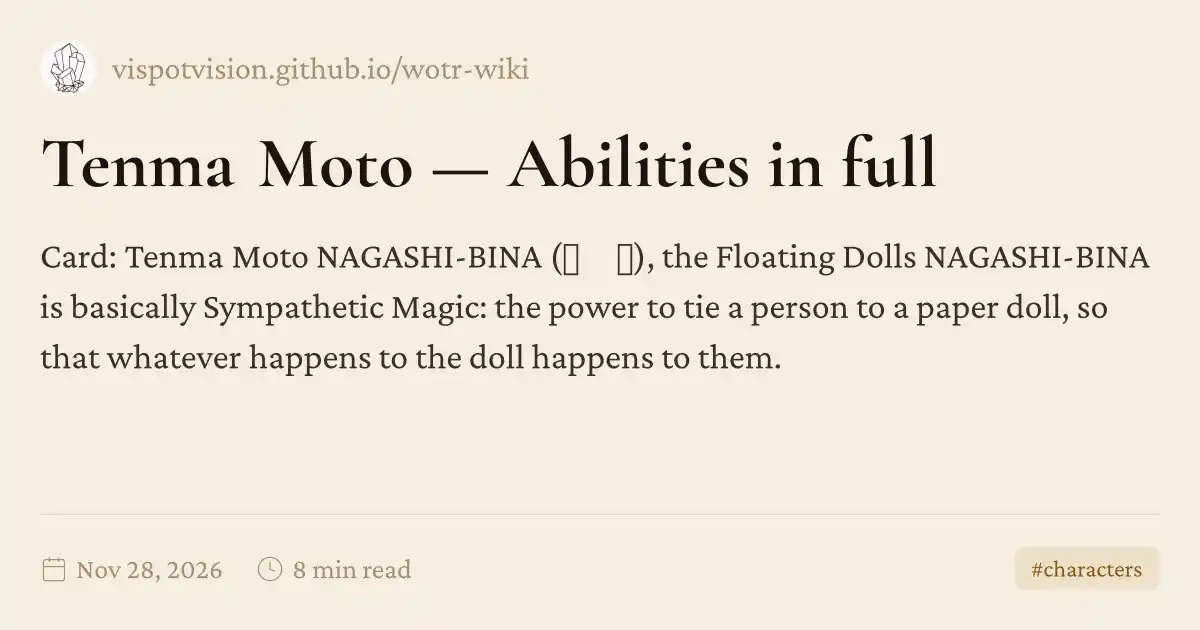 vispotvision.github.io/wotr-wiki
Tenma Moto — Abilities in full
Card: Tenma Moto NAGASHI-BINA (▯ ▯), the Floating Dolls NAGASHI-BINA
is basically Sympathetic Magic: the power to tie a person to a paper doll, so
that whatever happens to the doll happens to them.
Nov 28, 2026
8 min read
#characters